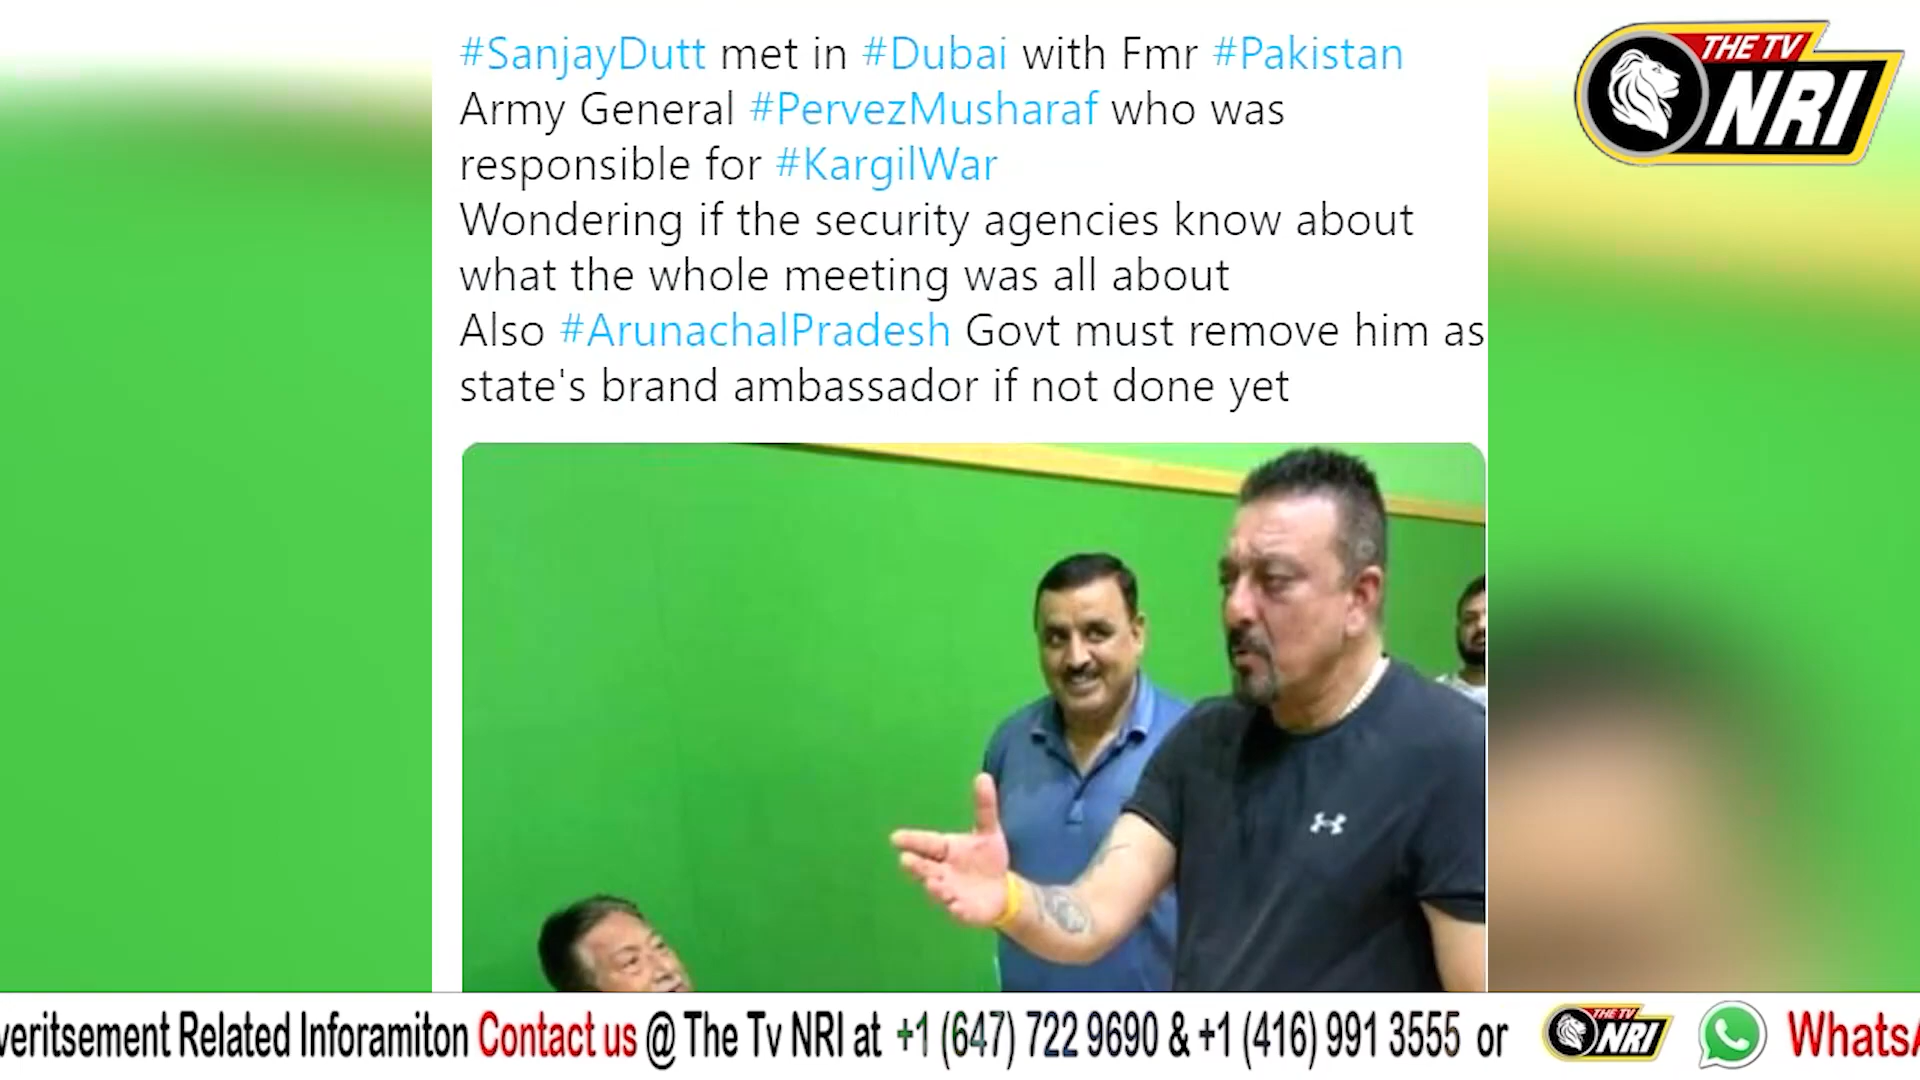 #SanjayDutt met in #Dubai with Fmr #Pakistan
Army General #PervezMusharaf who was
responsible for #KargilWar
Wondering if the security agencies know about
what the whole meeting was all about
Also #ArunachalPradesh Govt must remove him as
state's brand ambassador if not done yet
THE TV
NRI
veritsement Related Inforamiton Contact us @ The Tv NRI at +1 (647) 722 9690 & +1 (416) 991 3555 or
THE TV
NRI
WhatsA